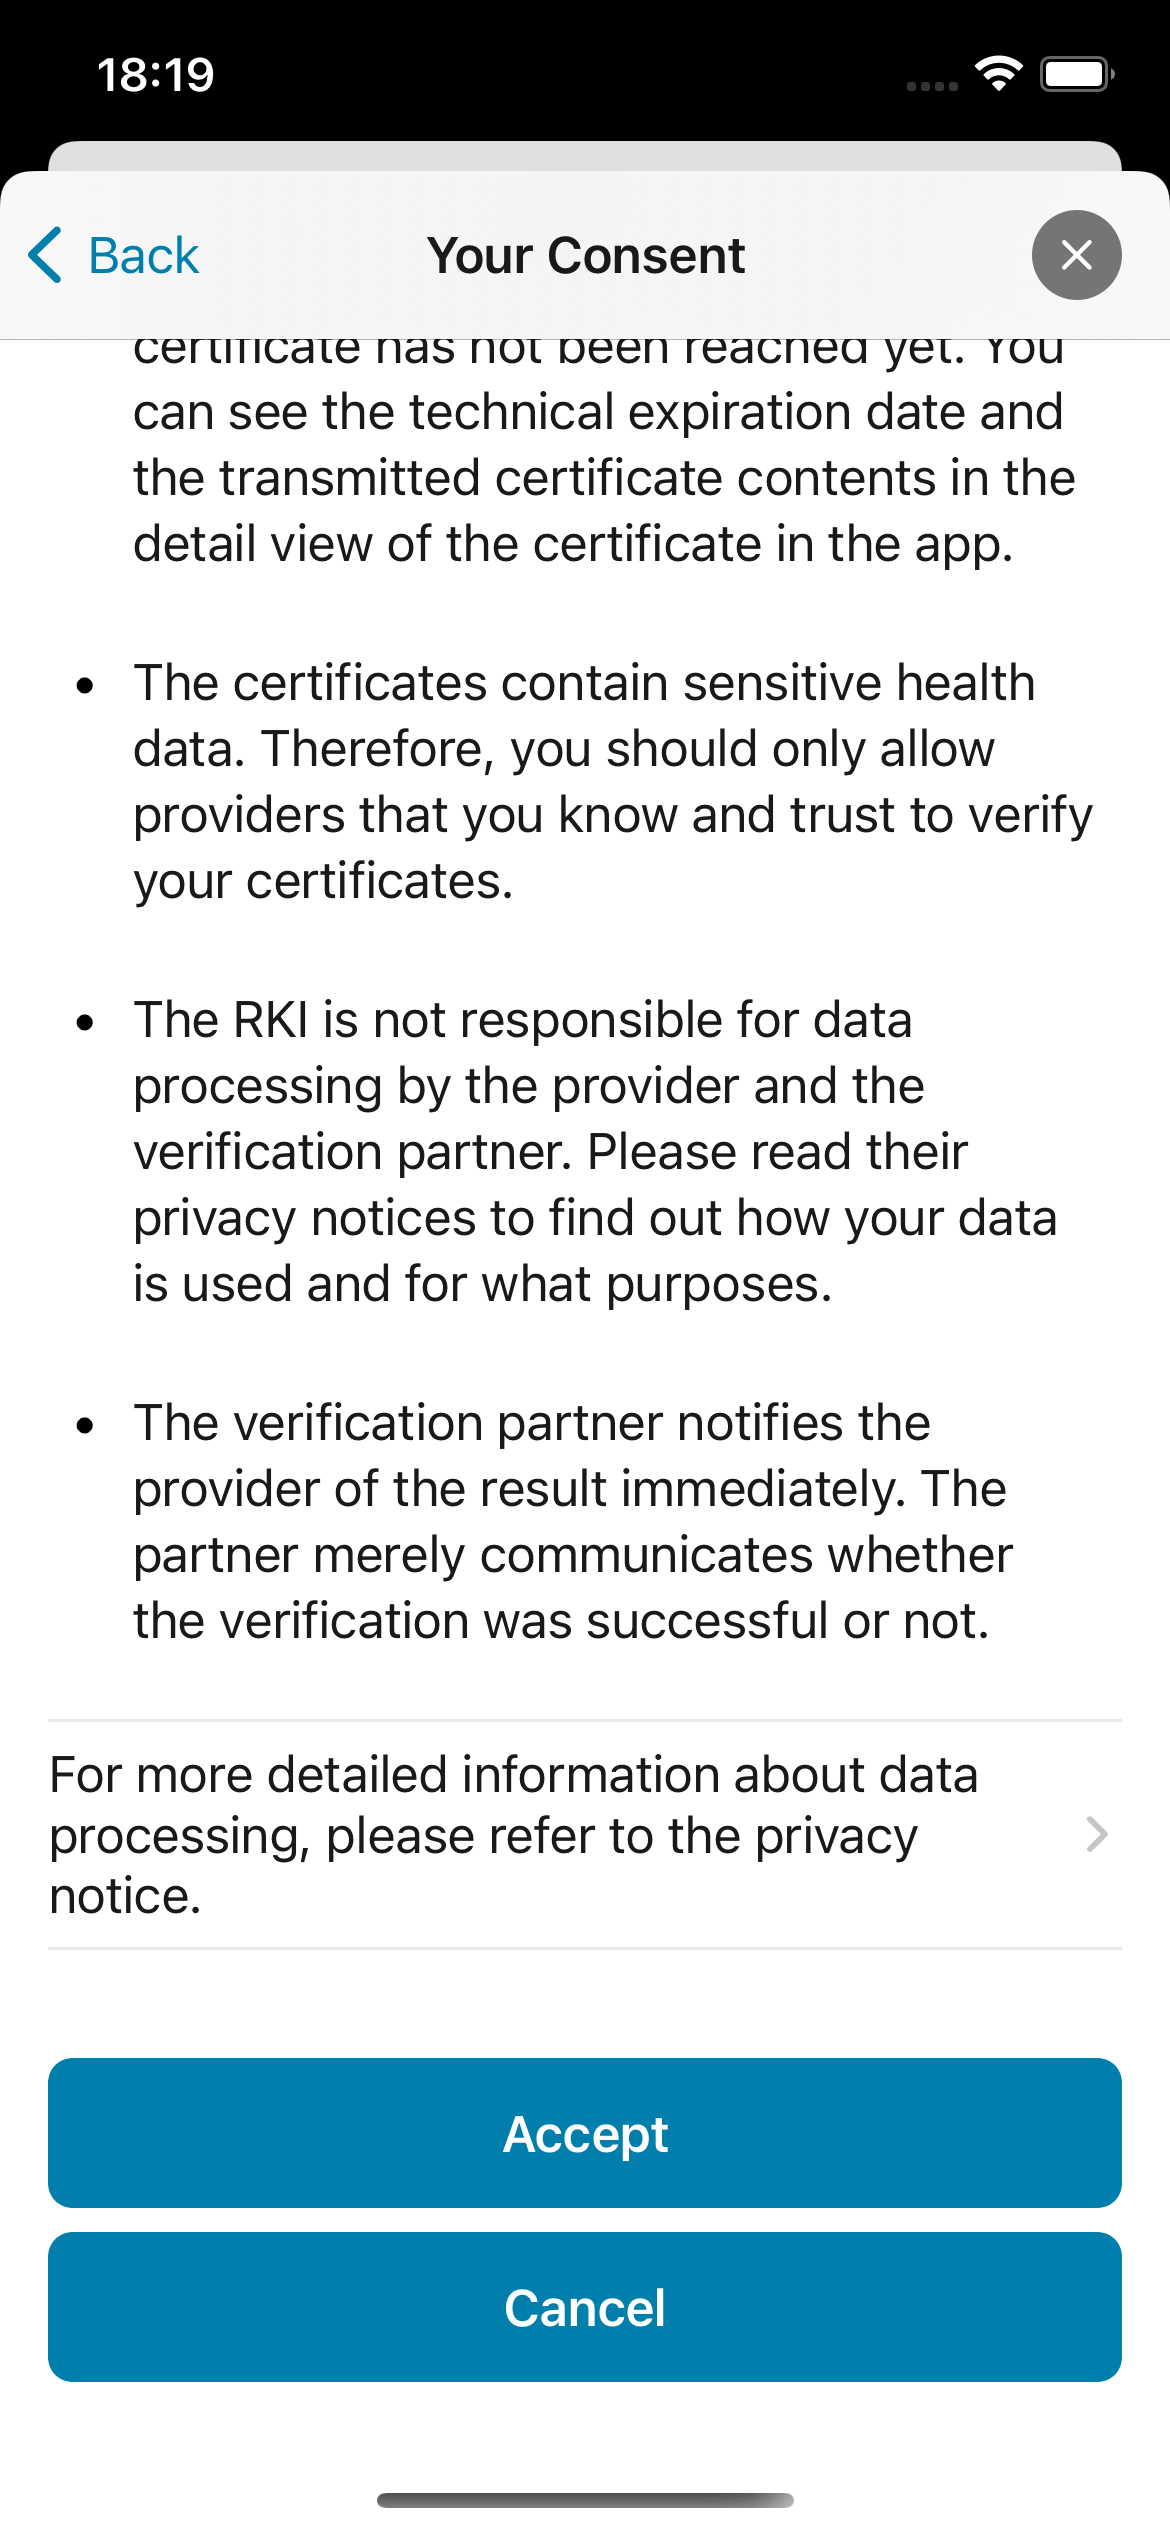 18:19
Back
Your Consent
certificate has not been reached yet. You
can see the technical expiration date and
the transmitted certificate contents in the
detail view of the certificate in the app.
• The certificates contain sensitive health
data. Therefore, you should only allow
providers that you know and trust to verify
your certificates.
• The RKI is not responsible for data
processing by the provider and the
verification partner. Please read their
privacy notices to find out how your data
is used and for what purposes.
• The verification partner notifies the
provider of the result immediately. The
partner merely communicates whether
the verification was successful or not.
For more detailed information about data
processing, please refer to the privacy
notice.
Accept
Cancel